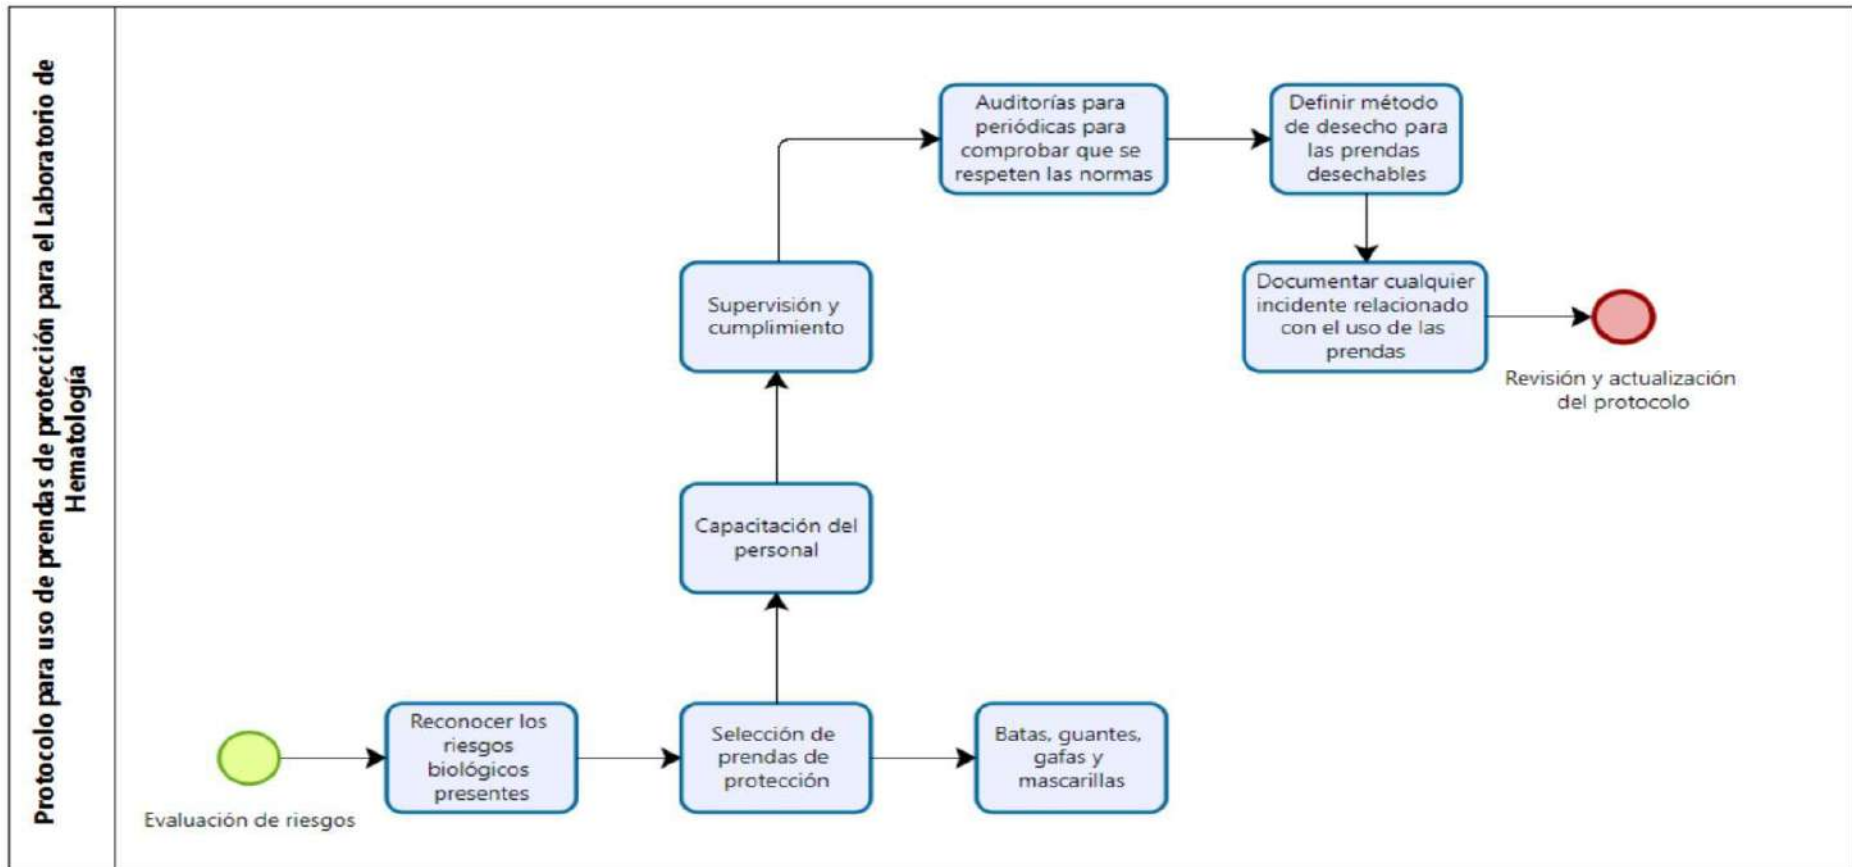 Protocolo para uso de prendas de protección para el Laboratorio de
Hematología
Evaluación de riesgos
Reconocer los
riesgos
biológicos
presentes
Selección de
prendas de
protección
Batas, guantes,
gafas y
mascarillas
Capacitación del
personal
Supervisión y
cumplimiento
Auditorías para
periódicas para
comprobar que se
respeten las normas
Definir método
de desecho para
las prendas
desechables
Documentar cualquier
incidente relacionado
con el uso de las
prendas
Revisión y actualización
del protocolo